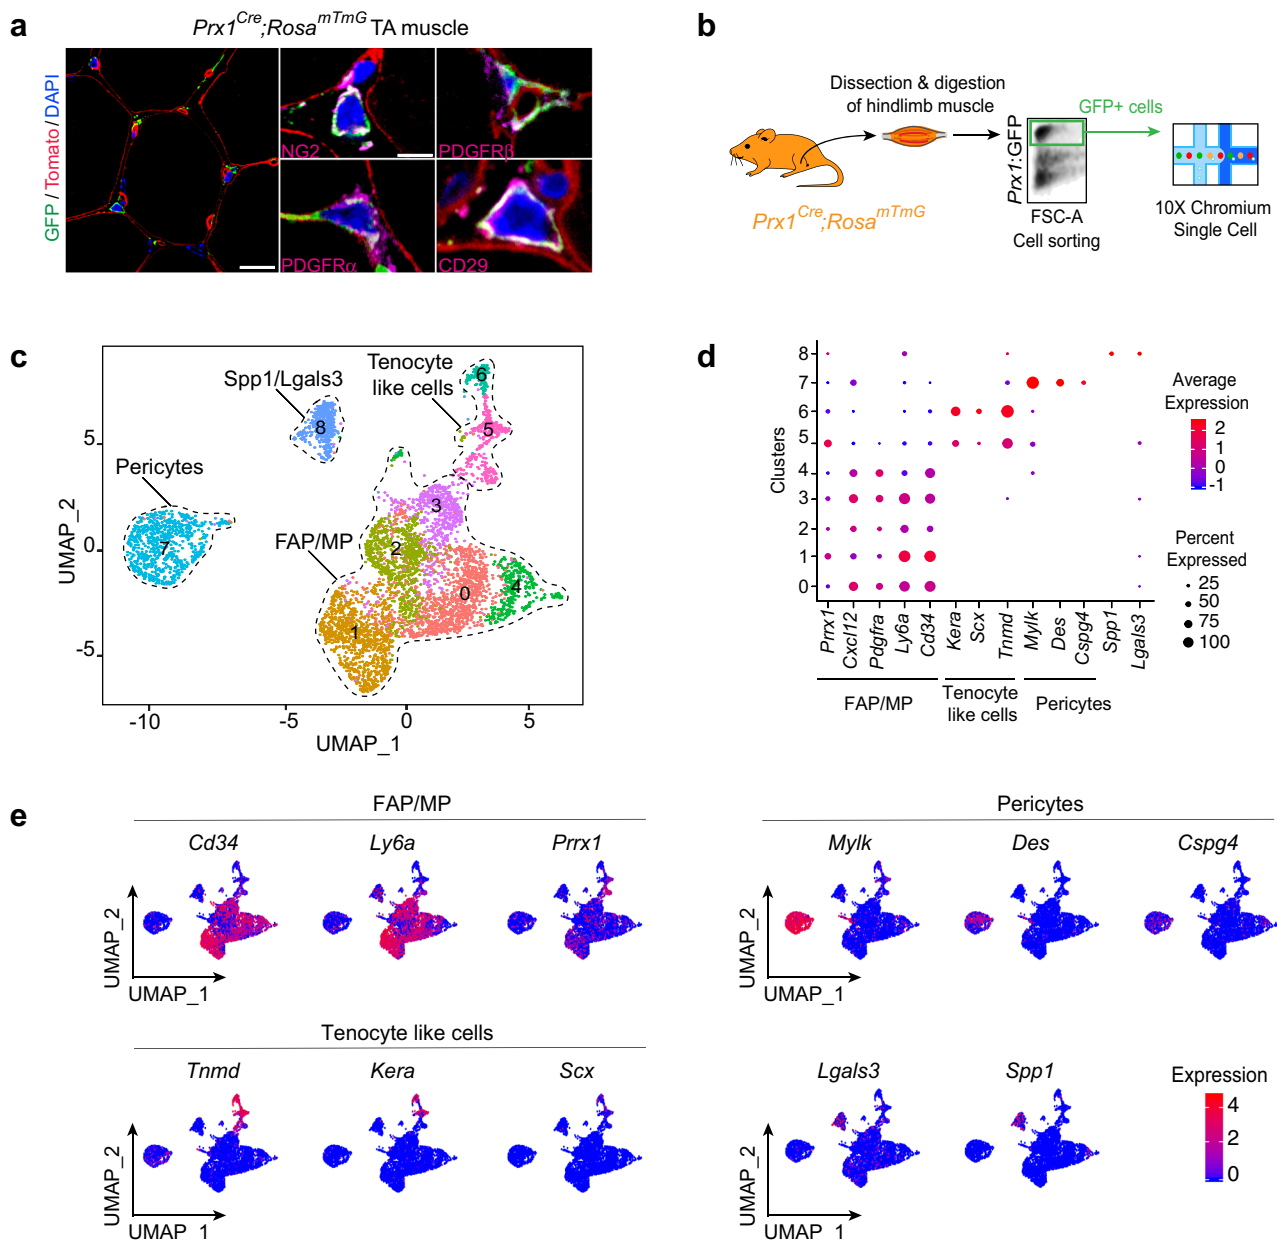 a
Prx1Cre;RosamTmG TA muscle
GFP / Tomato / DAPI
NG2
PDGFRβ
PDGFRα
CD29
b
Dissection & digestion
of hindlimb muscle
GFP+ cells
Prx1:GFP
Prx1Cre;RosamTmG
FSC-A
Cell sorting
10X Chromium
Single Cell
c
Tenocyte
like cells
Spp1/Lgals3
Pericytes
FAP/MP
6
8
5
3
7
2
0
4
1
5
0
-5
UMAP_2
-10
-5
0
5
UMAP_1
d
8
7
6
5
4
3
2
1
0
Clusters
Prrx1
Cxcl12
Pdgfra
Ly6a
Cd34
Kera
Scx
Tnmd
Mylk
Des
Cspg4
Spp1
Lgals3
FAP/MP
Tenocyte
like cells
Pericytes
Average
Expression
2
1
0
-1
Percent
Expressed
25
50
75
100
e
FAP/MP
Cd34
Ly6a
Prrx1
UMAP_2
UMAP_1
Pericytes
Mylk
Des
Cspg4
UMAP_2
UMAP_1
Tenocyte like cells
Tnmd
Kera
Scx
UMAP_2
UMAP_1
Lgals3
Spp1
UMAP_2
UMAP_1
Expression
4
2
0